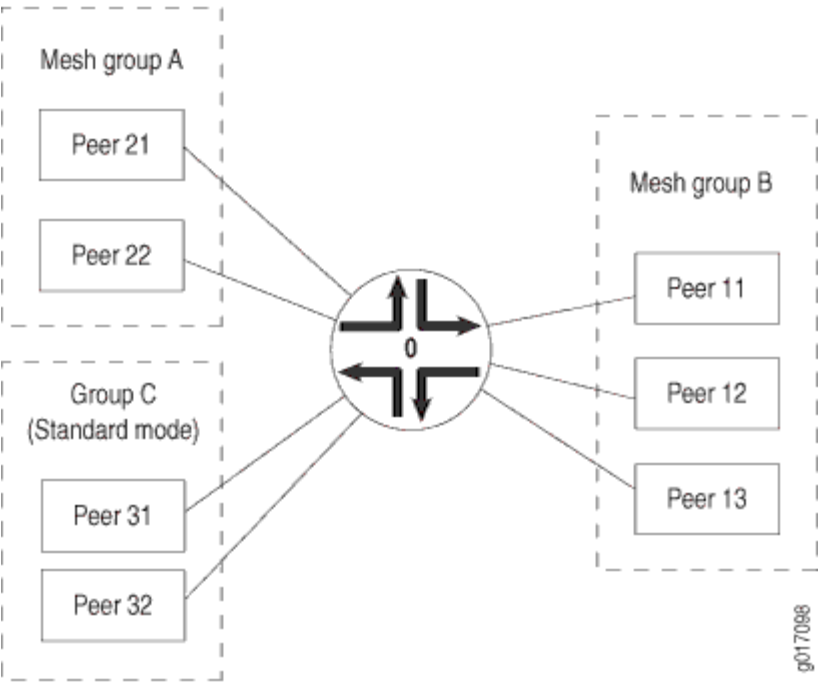 Mesh group A
Peer 21
Peer 22
Group C
(Standard mode)
Peer 31
Peer 32
0
Mesh group B
Peer 11
Peer 12
Peer 13
g017098